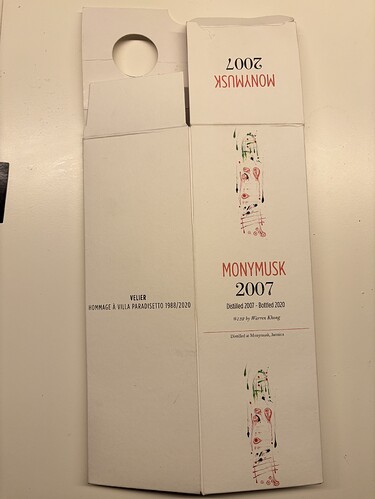 2007
MONYMUSK
MONYMUSK
2007
Distilled 2007 - Bottled 2020
by Warren Khong
Distilled at Monymusk, Jamaica
VELIER
HOMMAGE À VILLA PARADISETTO 1988/2020